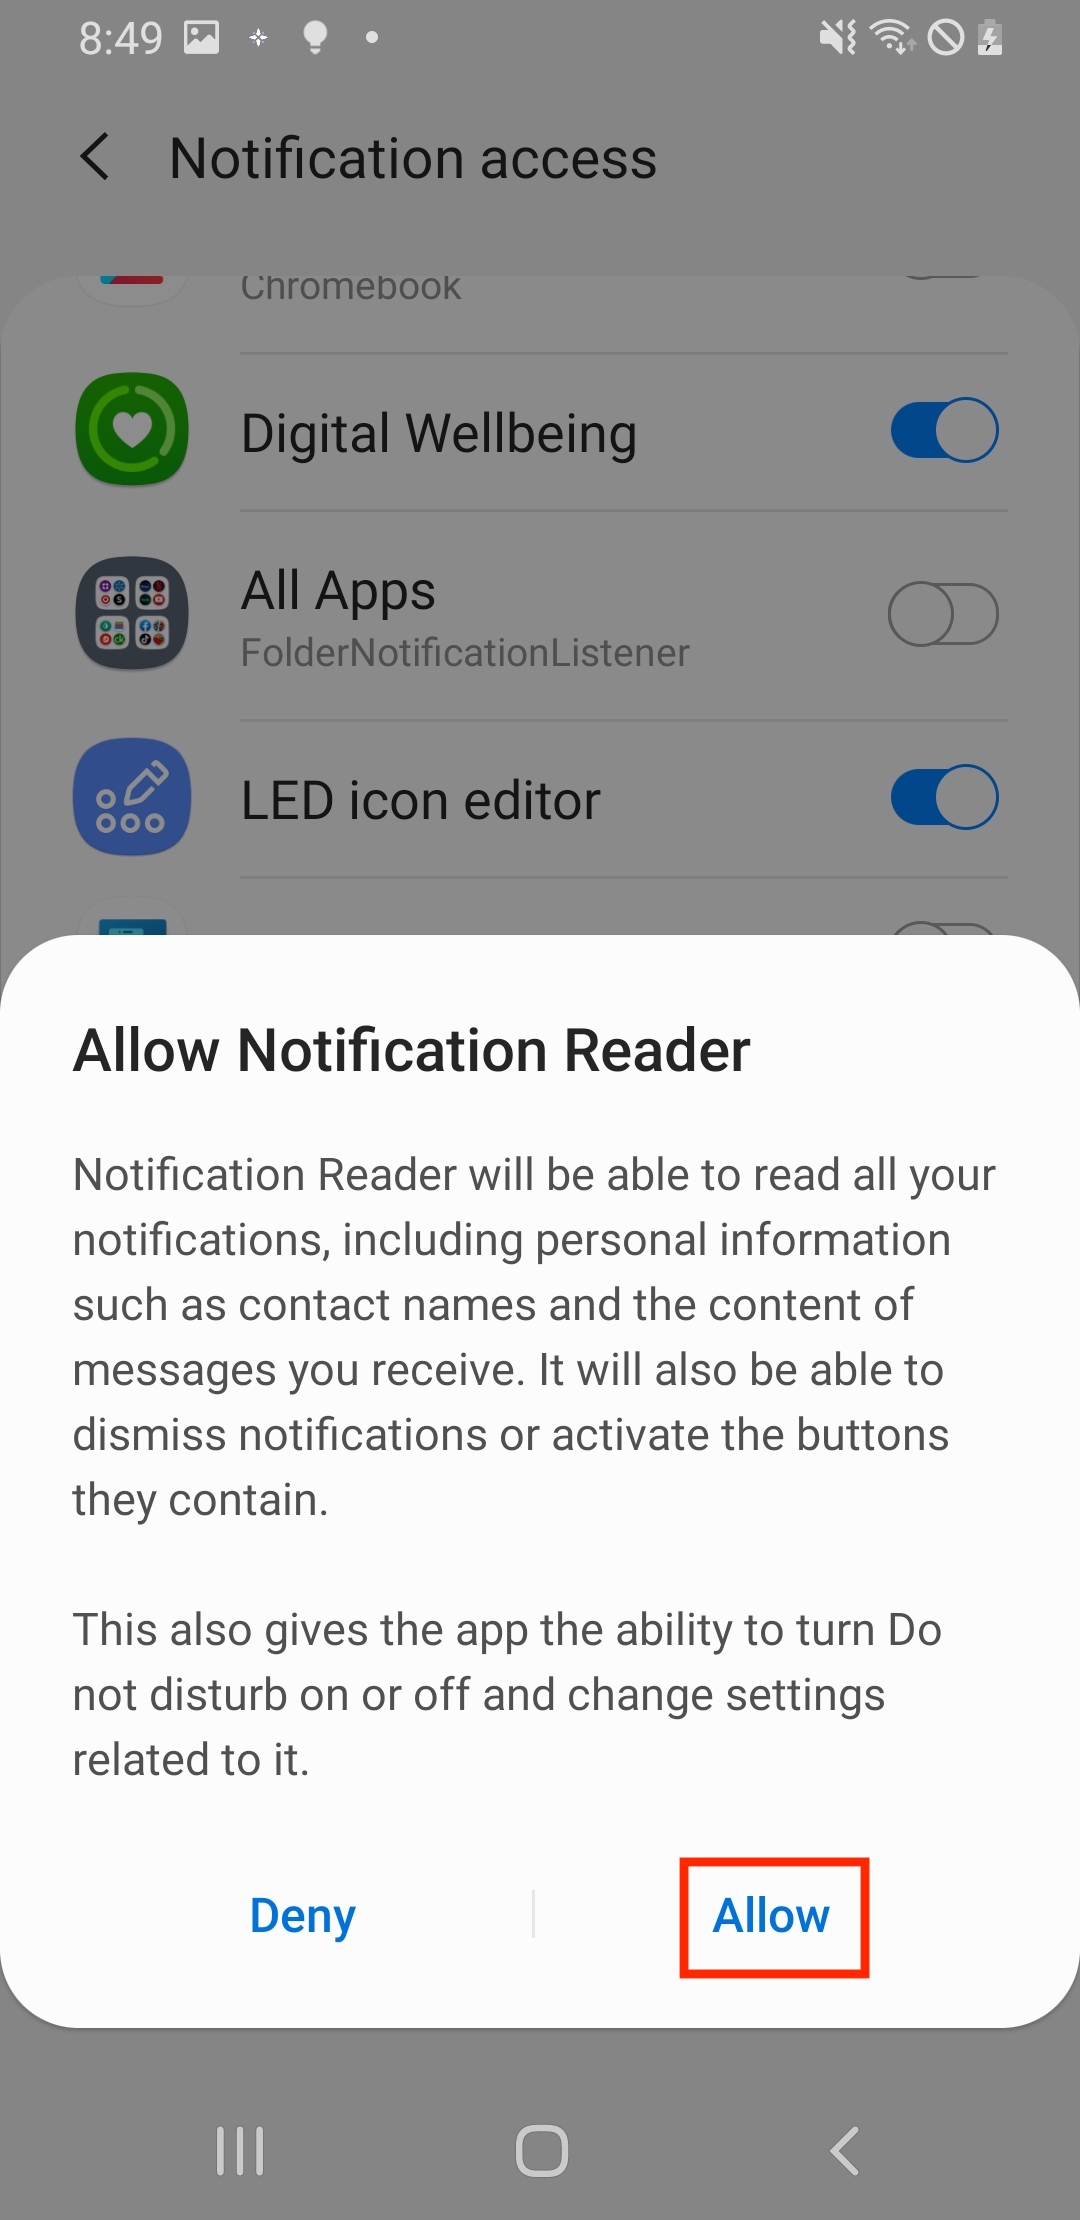 8:49
Notification access
Chromebook
Digital Wellbeing
All Apps
FolderNotificationListener
LED icon editor
Allow Notification Reader
Notification Reader will be able to read all your
notifications, including personal information
such as contact names and the content of
messages you receive. It will also be able to
dismiss notifications or activate the buttons
they contain.
This also gives the app the ability to turn Do
not disturb on or off and change settings
related to it.
Deny
Allow